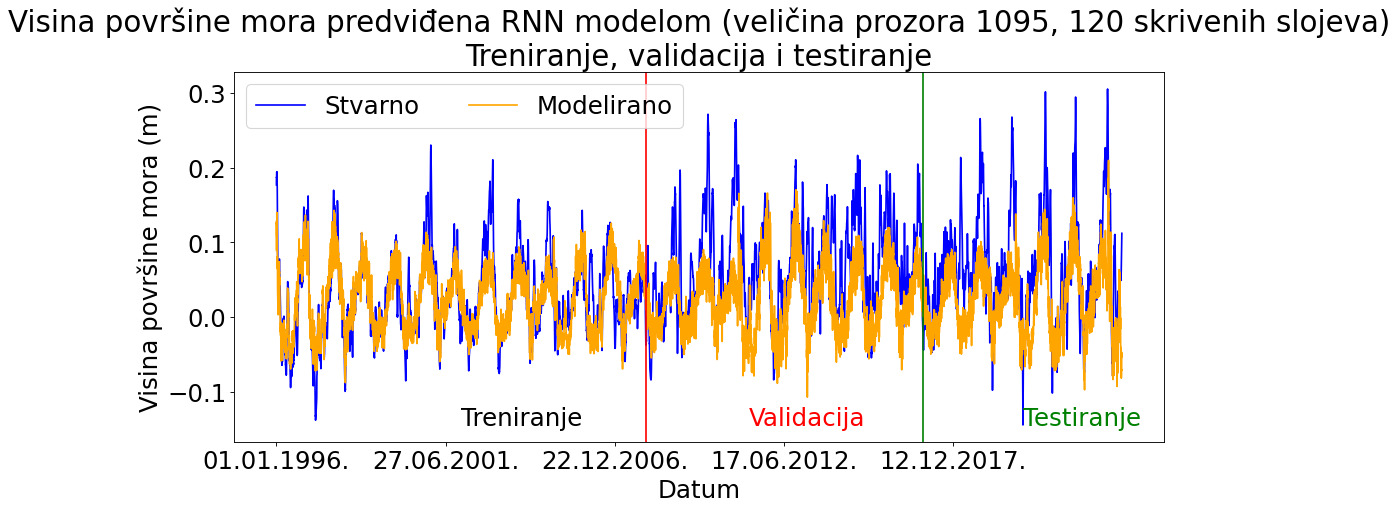 Visina površine mora predviđena RNN modelom (veličina prozora 1095, 120 skrivenih slojeva)
Treniranje, validacija i testiranje
Stvarno
Modelirano
Visina površine mora (m)
0.3
0.2
0.1
0.0
−0.1
Treniranje
Validacija
Testiranje
01.01.1996.
27.06.2001.
22.12.2006.
17.06.2012.
12.12.2017.
Datum